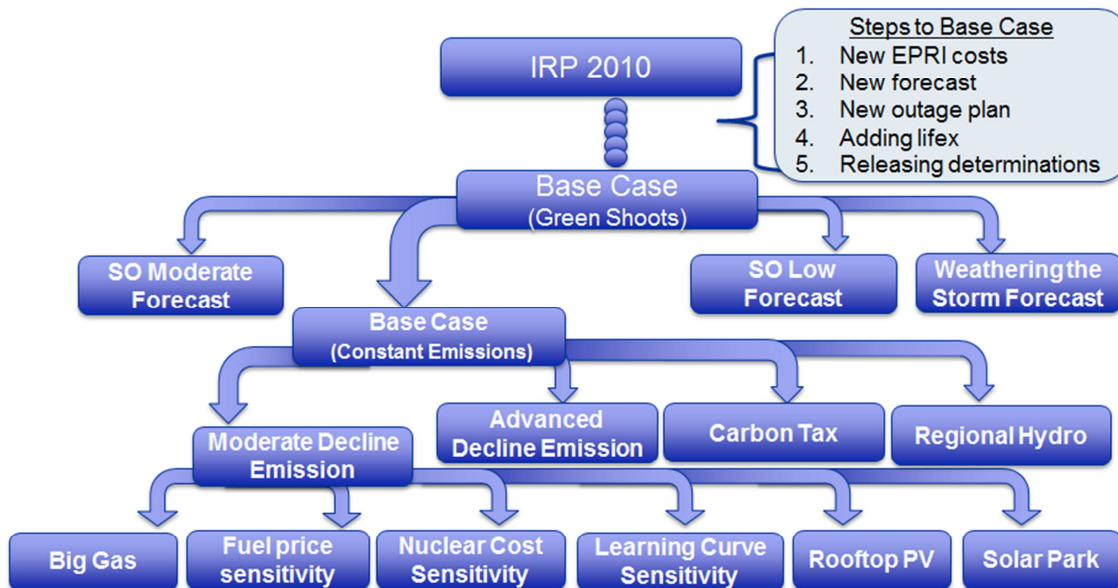 Steps to Base Case
1. New EPRI costs
2. New forecast
3. New outage plan
4. Adding lifex
5. Releasing determinations
IRP 2010
Base Case
(Green Shoots)
SO Moderate
Forecast
SO Low
Forecast
Weathering the
Storm Forecast
Base Case
(Constant Emissions)
Moderate Decline
Emission
Advanced
Decline Emission
Carbon Tax
Regional Hydro
Big Gas
Fuel price
sensitivity
Nuclear Cost
Sensitivity
Learning Curve
Sensitivity
Rooftop PV
Solar Park